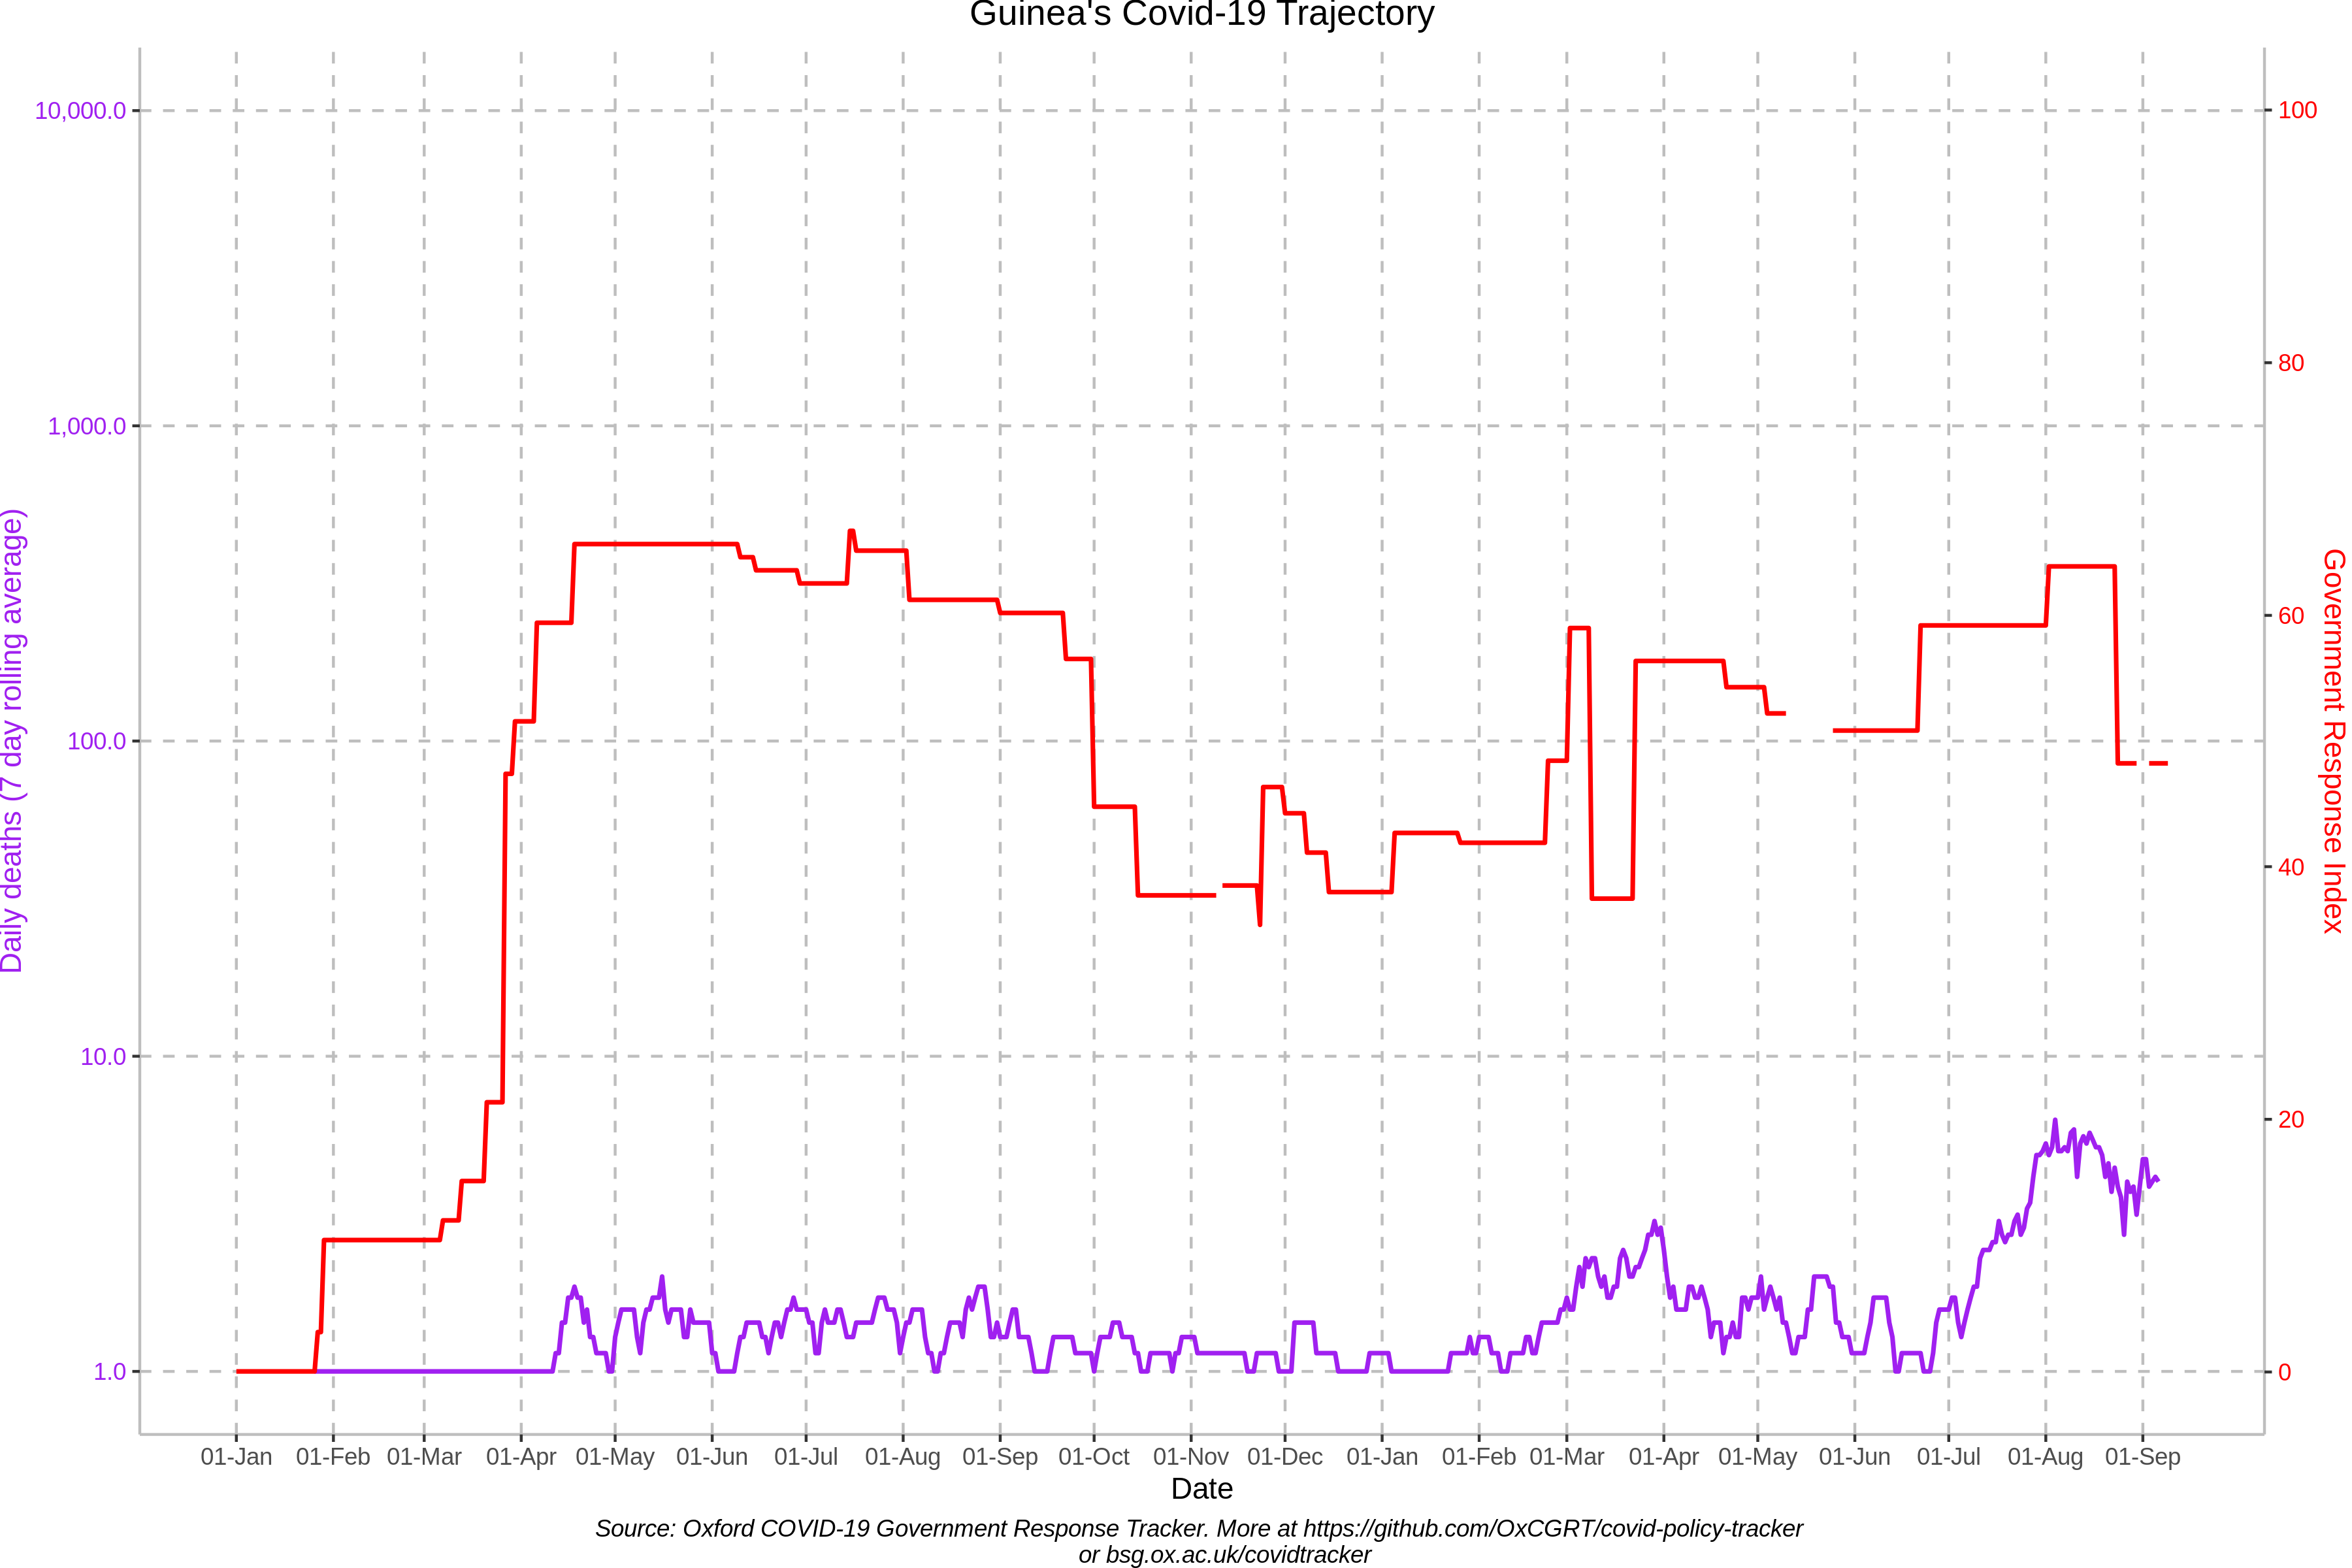 Guinea's Covid-19 Trajectory
10,000.0
1,000.0
100.0
10.0
1.0
Daily deaths (7 day rolling average)
100
80
60
40
20
0
Government Response Index
01-Jan 01-Feb 01-Mar 01-Apr 01-May 01-Jun 01-Jul 01-Aug 01-Sep 01-Oct 01-Nov 01-Dec 01-Jan 01-Feb 01-Mar 01-Apr 01-May 01-Jun 01-Jul 01-Aug 01-Sep
Date
Source: Oxford COVID-19 Government Response Tracker. More at https://github.com/OxCGRT/covid-policy-tracker
or bsg.ox.ac.uk/covidtracker